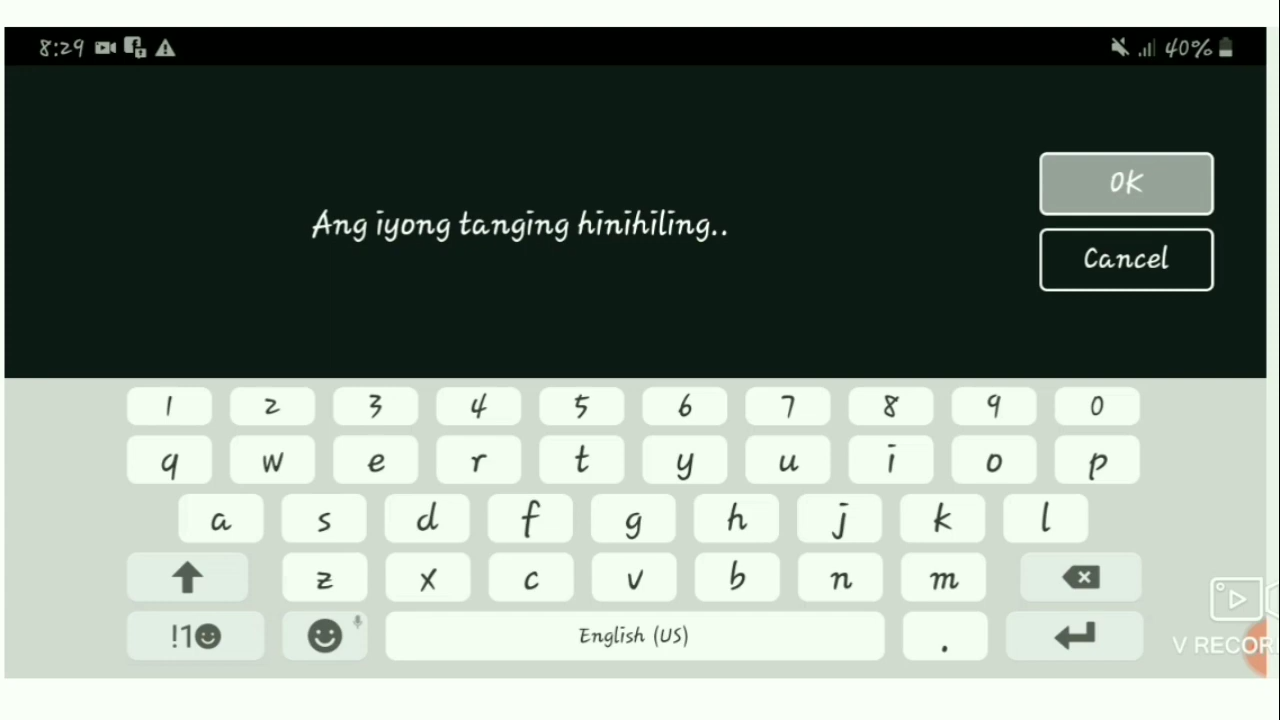 8:29
40%
Ang iyong tanging hinihiling..
OK
Cancel
1 2 3 4 5 6 7 8 9 0
q w e r t y u i o p
a s d f g h j k l
z x c v b n m
!1
English (US)
.
V RECOR